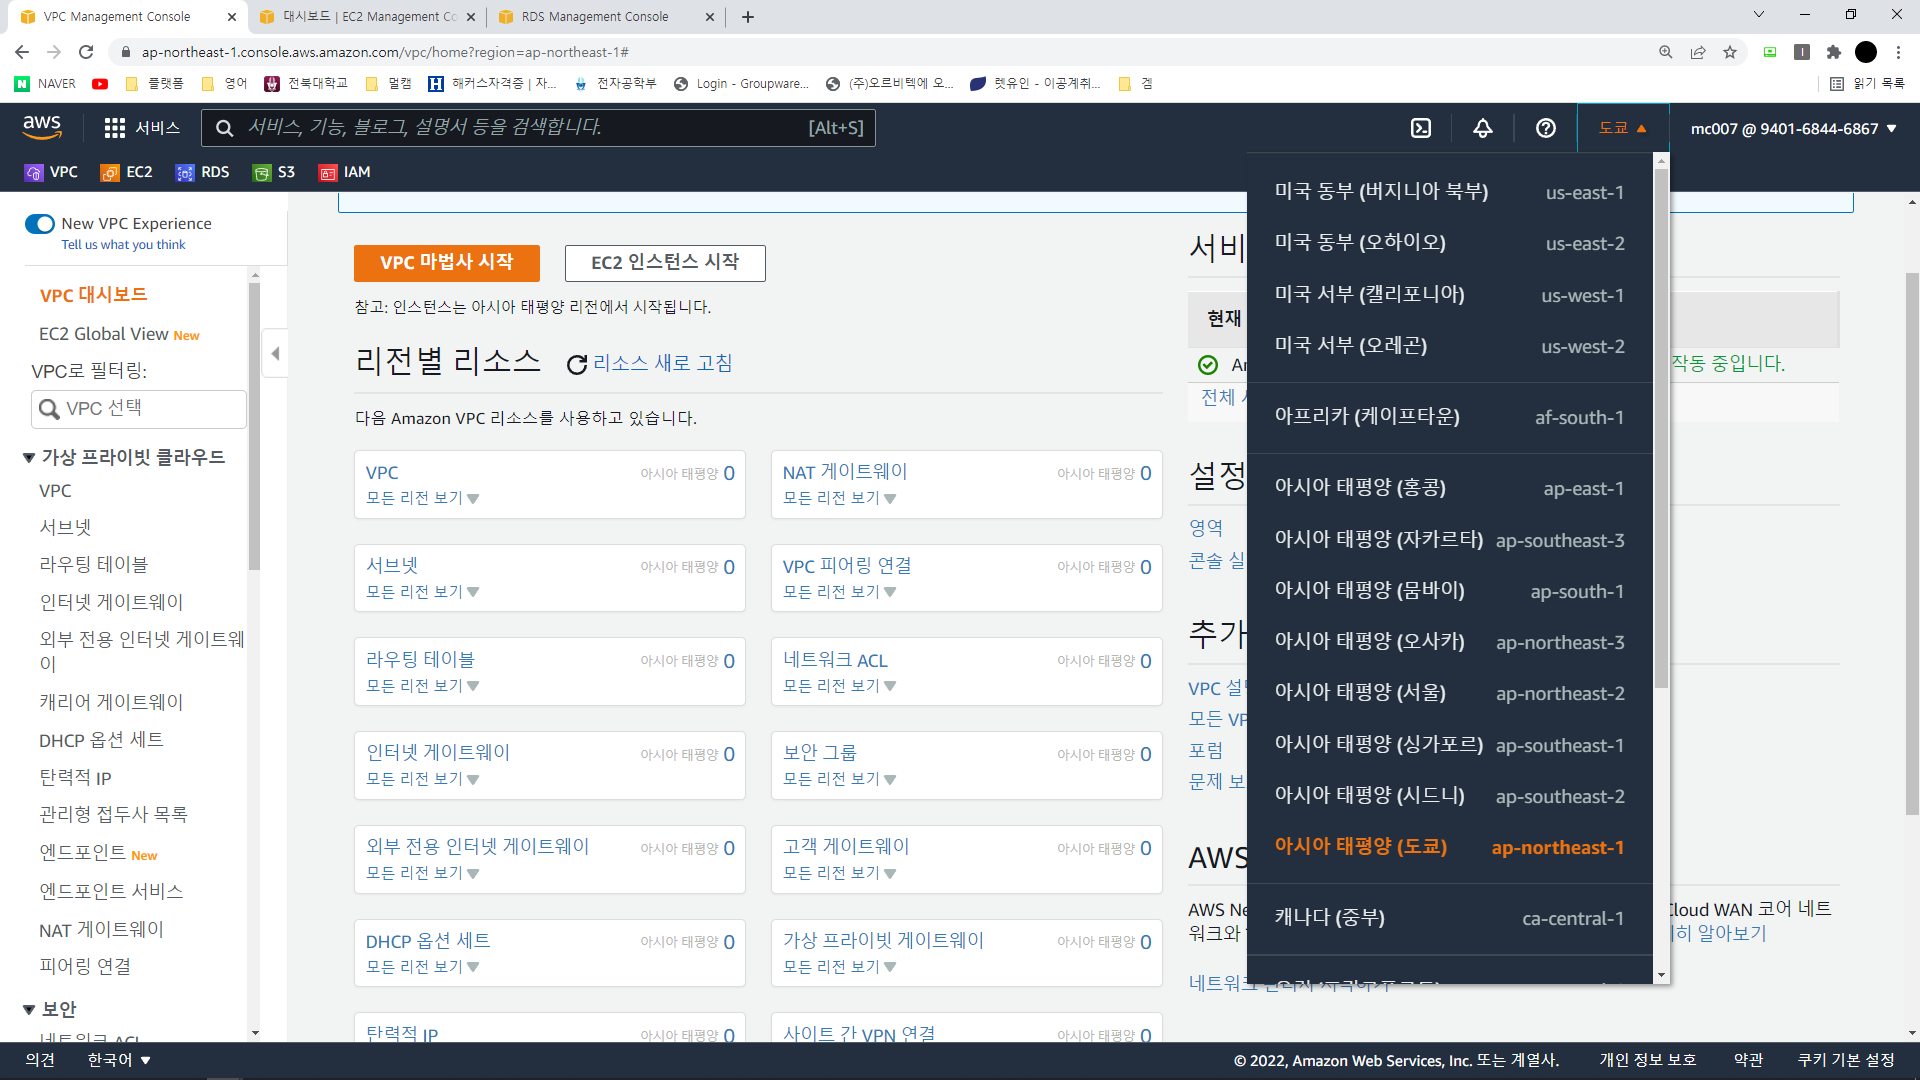 VPC Management Console
대시보드 | EC2 Management Co
RDS Management Console
ap-northeast-1.console.aws.amazon.com/vpc/home?region=ap-northeast-1#
NAVER
플랫폼
영어
전북대학교
멀캠
해커스자격증 | 자...
전자공학부
Login - Groupware...
(주)오르비텍에 오...
렛유인 - 이공계취...
겜
읽기 목록
aws
서비스
서비스, 기능, 블로그, 설명서 등을 검색합니다.
[Alt+S]
도쿄 ▲
mc007 @ 9401-6844-6867 ▼
VPC
EC2
RDS
S3
IAM
New VPC Experience
Tell us what you think
VPC 대시보드
EC2 Global View New
VPC로 필터링:
VPC 선택
가상 프라이빗 클라우드
VPC
서브넷
라우팅 테이블
인터넷 게이트웨이
외부 전용 인터넷 게이트웨
이
캐리어 게이트웨이
DHCP 옵션 세트
탄력적 IP
관리형 접두사 목록
엔드포인트 New
엔드포인트 서비스
NAT 게이트웨이
피어링 연결
보안
네트워크 ACL
VPC 마법사 시작
EC2 인스턴스 시작
참고: 인스턴스는 아시아 태평양 리전에서 시작됩니다.
리전별 리소스
리소스 새로 고침
다음 Amazon VPC 리소스를 사용하고 있습니다.
VPC 아시아 태평양 0
모든 리전 보기
NAT 게이트웨이 아시아 태평양 0
모든 리전 보기
서브넷 아시아 태평양 0
모든 리전 보기
VPC 피어링 연결 아시아 태평양 0
모든 리전 보기
라우팅 테이블 아시아 태평양 0
모든 리전 보기
네트워크 ACL 아시아 태평양 0
모든 리전 보기
인터넷 게이트웨이 아시아 태평양 0
모든 리전 보기
보안 그룹 아시아 태평양 0
모든 리전 보기
외부 전용 인터넷 게이트웨이 아시아 태평양 0
모든 리전 보기
고객 게이트웨이 아시아 태평양 0
모든 리전 보기
DHCP 옵션 세트 아시아 태평양 0
모든 리전 보기
가상 프라이빗 게이트웨이 아시아 태평양 0
모든 리전 보기
탄력적 IP 아시아 태평양 0
사이트 간 VPN 연결 아시아 태평양 0
서비
현재
작동 중입니다.
전체
설정
영역
콘솔 실
추가
VPC 설
모든 VP
포럼
문제 보
AWS
AWS Ne
Cloud WAN 코어 네트
워크와
히 알아보기
네트워크
미국 동부 (버지니아 북부) us-east-1
미국 동부 (오하이오) us-east-2
미국 서부 (캘리포니아) us-west-1
미국 서부 (오레곤) us-west-2
아프리카 (케이프타운) af-south-1
아시아 태평양 (홍콩) ap-east-1
아시아 태평양 (자카르타) ap-southeast-3
아시아 태평양 (뭄바이) ap-south-1
아시아 태평양 (오사카) ap-northeast-3
아시아 태평양 (서울) ap-northeast-2
아시아 태평양 (싱가포르) ap-southeast-1
아시아 태평양 (시드니) ap-southeast-2
아시아 태평양 (도쿄) ap-northeast-1
캐나다 (중부) ca-central-1
의견
한국어 ▼
© 2022, Amazon Web Services, Inc. 또는 계열사.
개인 정보 보호
약관
쿠키 기본 설정